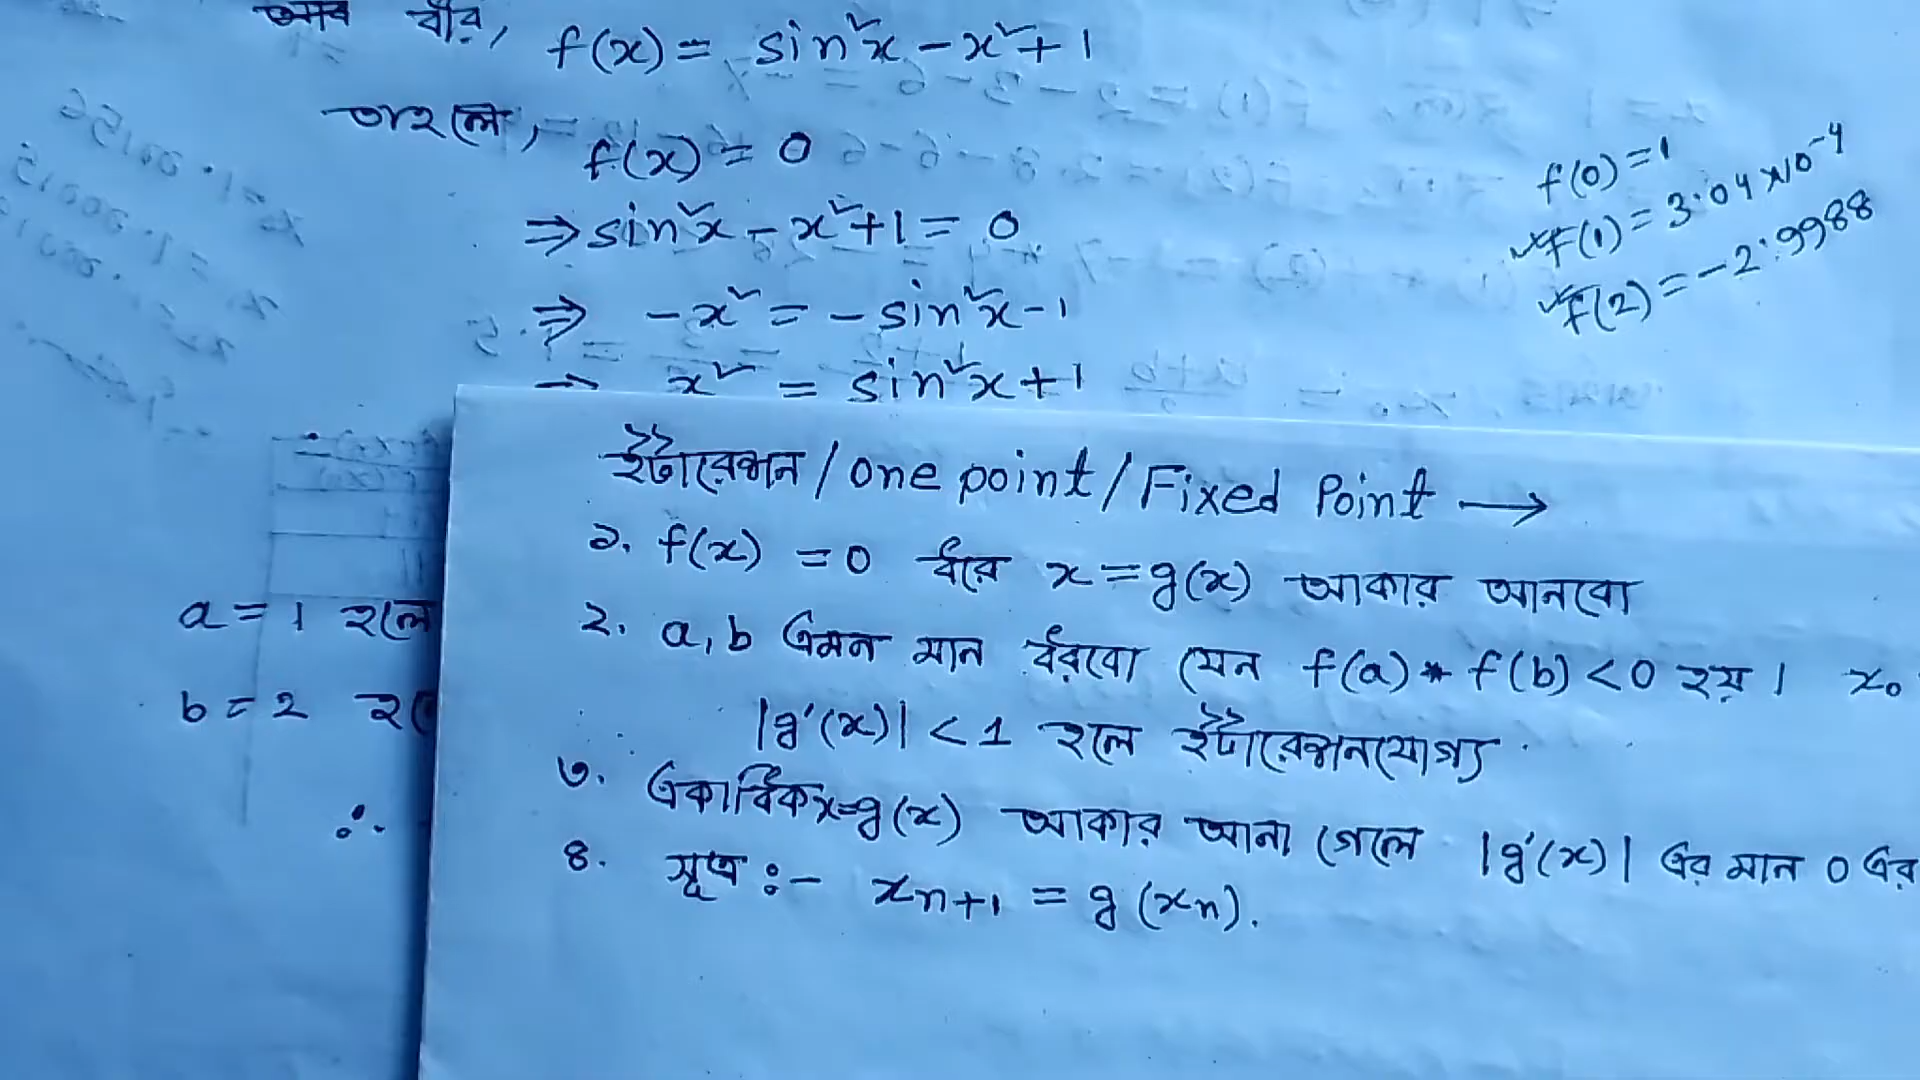 ধরি, f(x) = sin²x - x² + 1
তাহলে, f(x) = 0
⇒ sin²x - x² + 1 = 0
⇒ -x² = - sin²x - 1
⇒ x² = sin²x + 1
f(0) = 1
f(1) = 3.04 × 10⁻⁴
f(2) = -2.9988
a = 1 হলে
b = 2
∴
ইটারেশন / One point / Fixed Point →
১. f(x) = 0 ধরে x = g(x) আকার আনবো
২. a, b এমন মান ধরবো যেন f(a) * f(b) < 0 হয়। x₀
|g'(x)| < 1 হলে ইটারেশনযোগ্য
৩. একাধিক x=g(x) আকার আনা গেলে |g'(x)| এর মান 0 এর
৪. সূত্র :- xₙ₊₁ = g(xₙ).